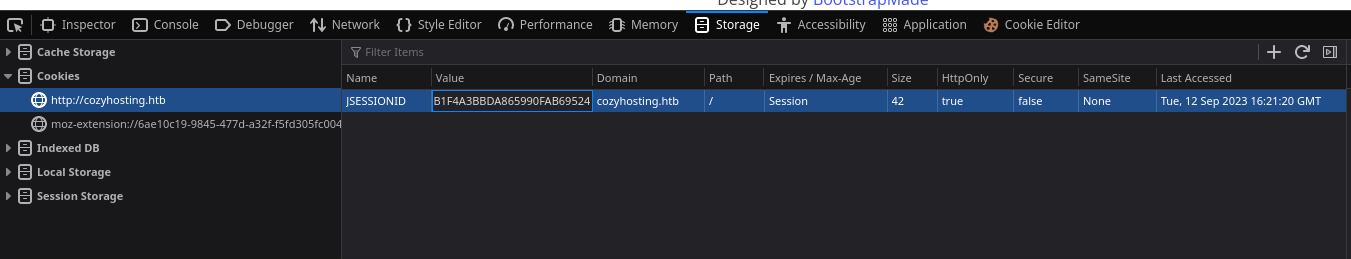 Designed by BootstrapMade
Inspector Console Debugger Network Style Editor Performance Memory Storage Accessibility Application Cookie Editor
Cache Storage
Filter Items
Cookies
Name Value Domain Path Expires / Max-Age Size HttpOnly Secure SameSite Last Accessed
http://cozyhosting.htb
JSESSIONID B1F4A3BBDA865990FAB69524 cozyhosting.htb / Session 42 true false None Tue, 12 Sep 2023 16:21:20 GMT
moz-extension://6ae10c19-9845-477d-a32f-f5fd305fc004
Indexed DB
Local Storage
Session Storage